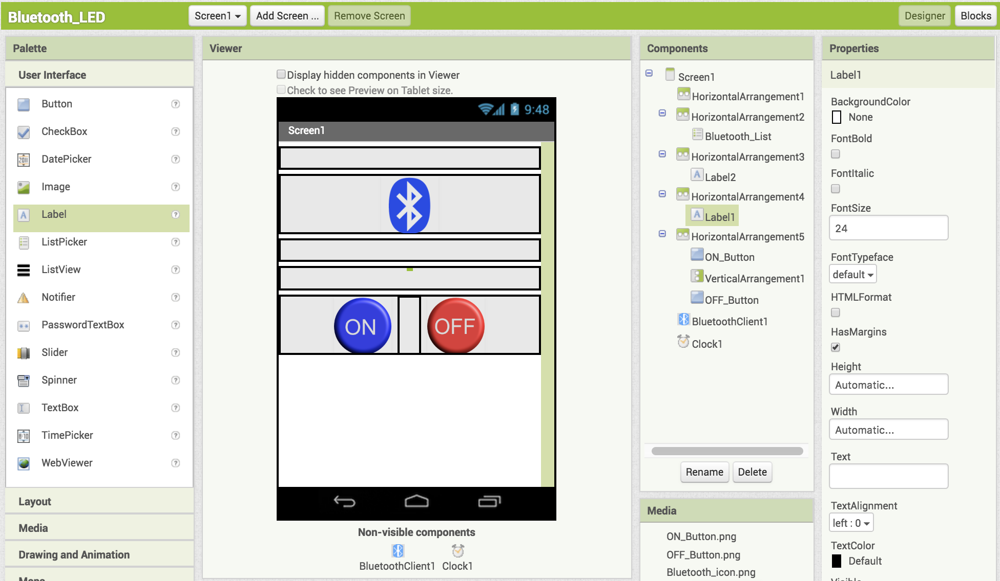 Bluetooth_LED
Screen1
Add Screen ...
Remove Screen
Designer
Blocks
Palette
User Interface
Button
CheckBox
DatePicker
Image
Label
ListPicker
ListView
Notifier
PasswordTextBox
Slider
Spinner
TextBox
TimePicker
WebViewer
Layout
Media
Drawing and Animation
Maps
Viewer
Display hidden components in Viewer
Check to see Preview on Tablet size.
9:48
Screen1
ON
OFF
Non-visible components
BluetoothClient1
Clock1
Components
Screen1
HorizontalArrangement1
HorizontalArrangement2
Bluetooth_List
HorizontalArrangement3
Label2
HorizontalArrangement4
Label1
HorizontalArrangement5
ON_Button
VerticalArrangement1
OFF_Button
BluetoothClient1
Clock1
Rename
Delete
Media
ON_Button.png
OFF_Button.png
Bluetooth_icon.png
Properties
Label1
BackgroundColor
None
FontBold
FontItalic
FontSize
24
FontTypeface
default
HTMLFormat
HasMargins
Height
Automatic...
Width
Automatic...
Text
TextAlignment
left : 0
TextColor
Default
Visible